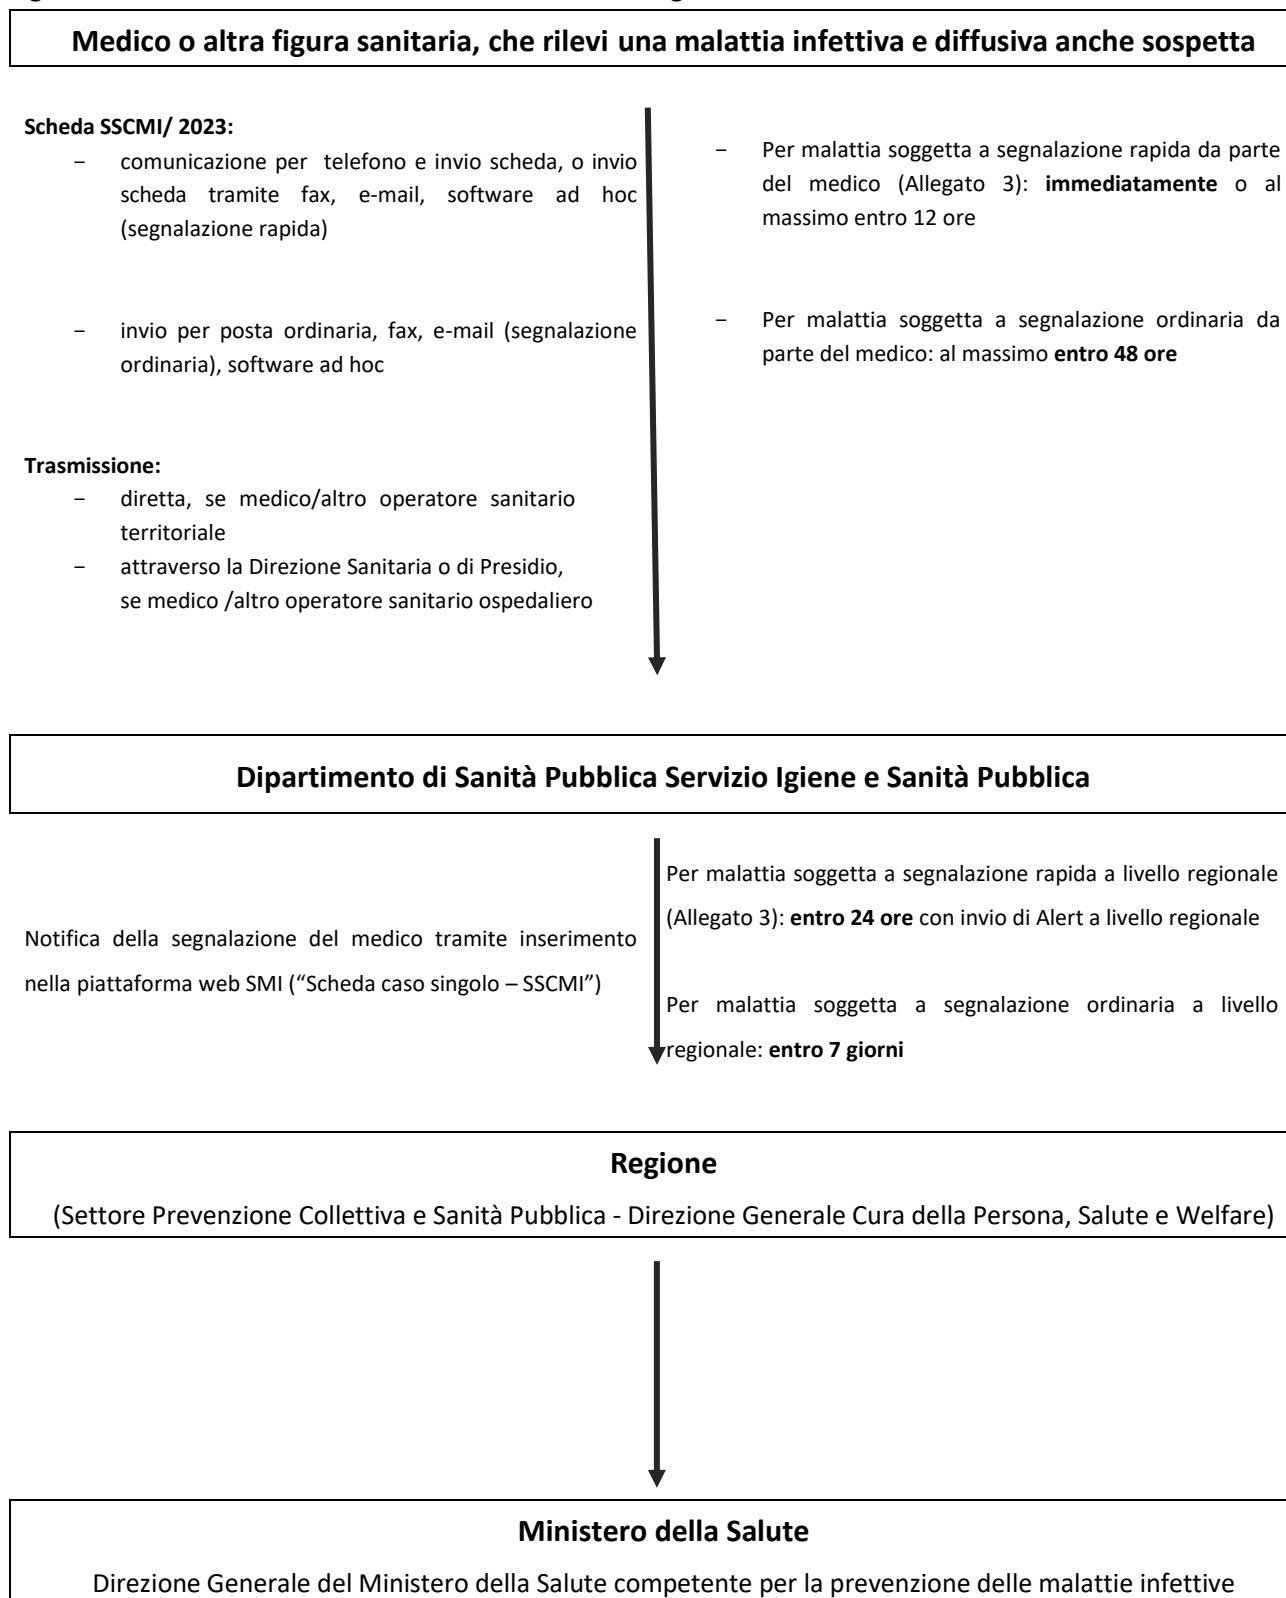 Medico o altra figura sanitaria, che rilevi una malattia infettiva e diffusiva anche sospetta
Scheda SSCMI/ 2023:
− comunicazione per telefono e invio scheda, o invio
scheda tramite fax, e-mail, software ad hoc
(segnalazione rapida)
− invio per posta ordinaria, fax, e-mail (segnalazione
ordinaria), software ad hoc
Trasmissione:
− diretta, se medico/altro operatore sanitario
territoriale
− attraverso la Direzione Sanitaria o di Presidio,
se medico /altro operatore sanitario ospedaliero
− Per malattia soggetta a segnalazione rapida da parte
del medico (Allegato 3): immediatamente o al
massimo entro 12 ore
− Per malattia soggetta a segnalazione ordinaria da
parte del medico: al massimo entro 48 ore
Dipartimento di Sanità Pubblica Servizio Igiene e Sanità Pubblica
Notifica della segnalazione del medico tramite inserimento
nella piattaforma web SMI (“Scheda caso singolo – SSCMI”)
Per malattia soggetta a segnalazione rapida a livello regionale
(Allegato 3): entro 24 ore con invio di Alert a livello regionale
Per malattia soggetta a segnalazione ordinaria a livello
regionale: entro 7 giorni
Regione
(Settore Prevenzione Collettiva e Sanità Pubblica - Direzione Generale Cura della Persona, Salute e Welfare)
Ministero della Salute
Direzione Generale del Ministero della Salute competente per la prevenzione delle malattie infettive